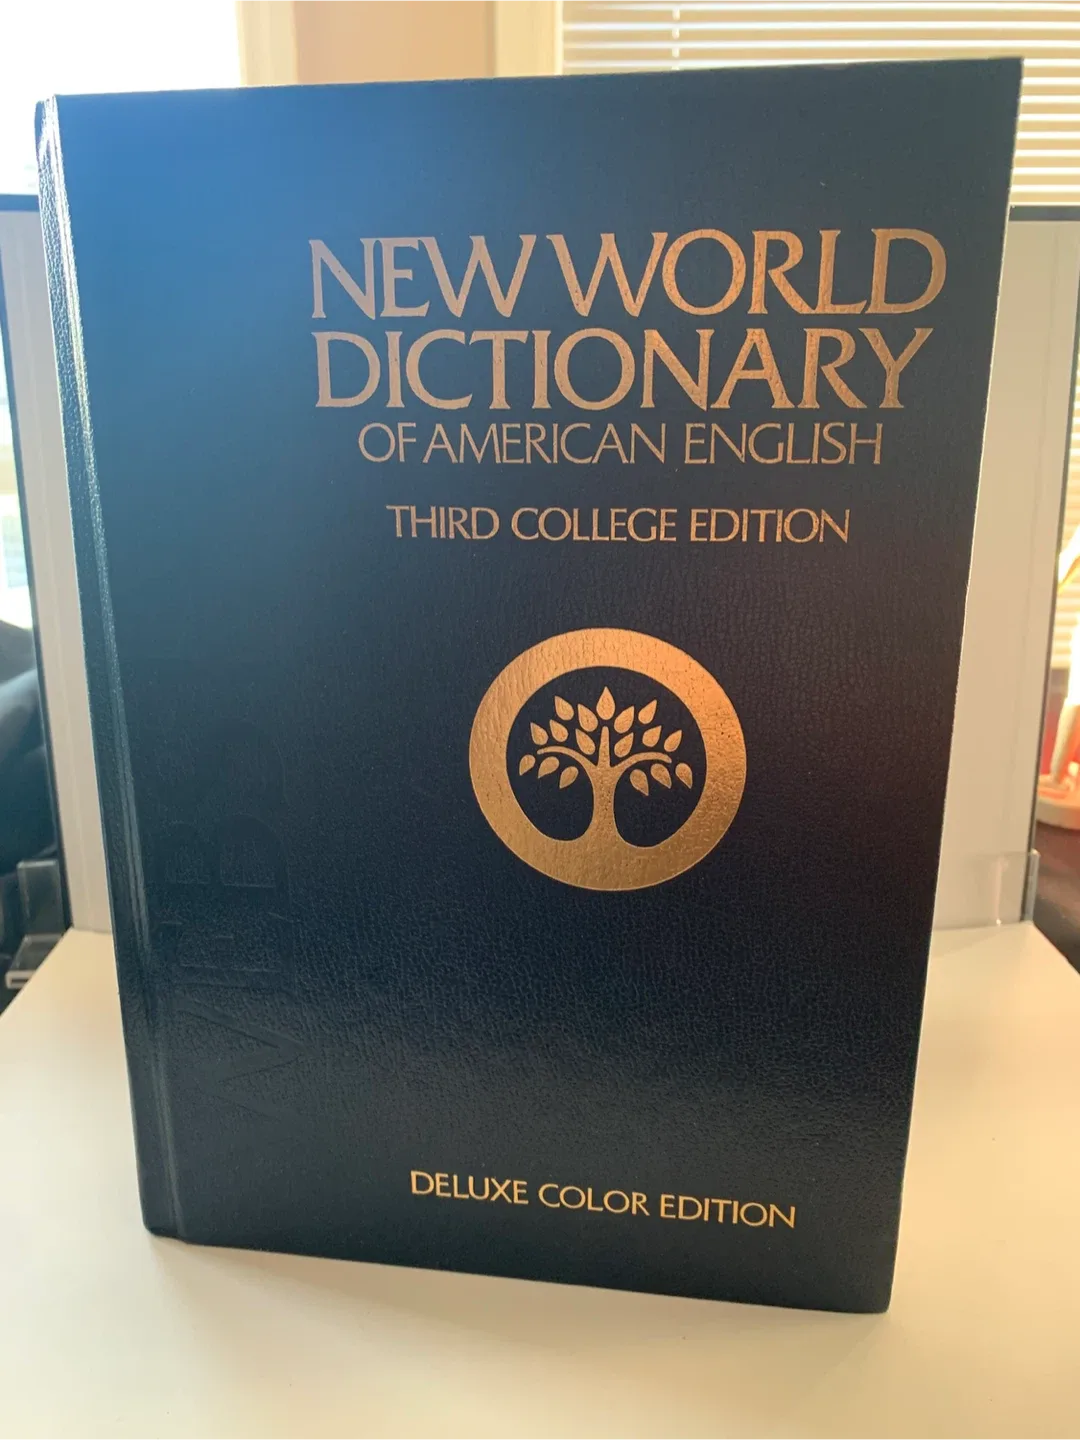 NEW WORLD
DICTIONARY
OF AMERICAN ENGLISH
THIRD COLLEGE EDITION
DELUXE COLOR EDITION